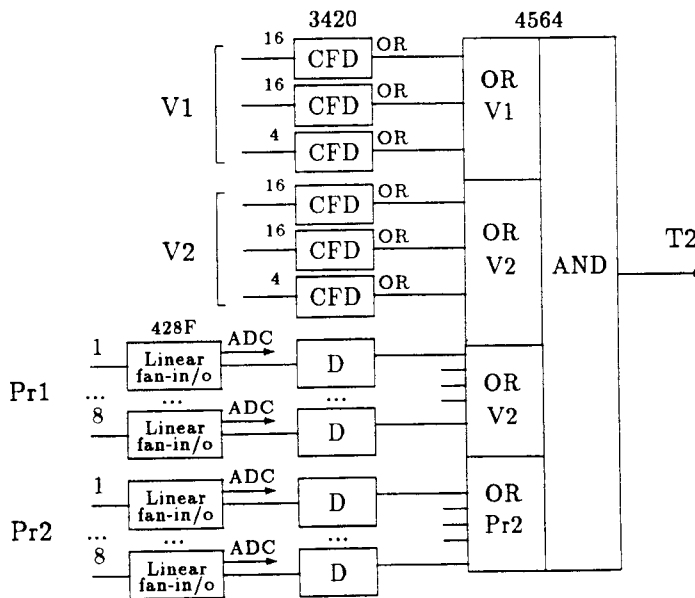 3420 4564
16 CFD OR
16 CFD OR
V1
4 CFD OR
OR V1
16 CFD OR
16 CFD OR
V2
4 CFD OR
OR V2
AND
T2
428F
1 Linear fan-in/o ADC D
Pr1
... ... ...
8 Linear fan-in/o ADC D
OR V2
1 Linear fan-in/o ADC D
Pr2
... ... ...
8 Linear fan-in/o ADC D
OR Pr2